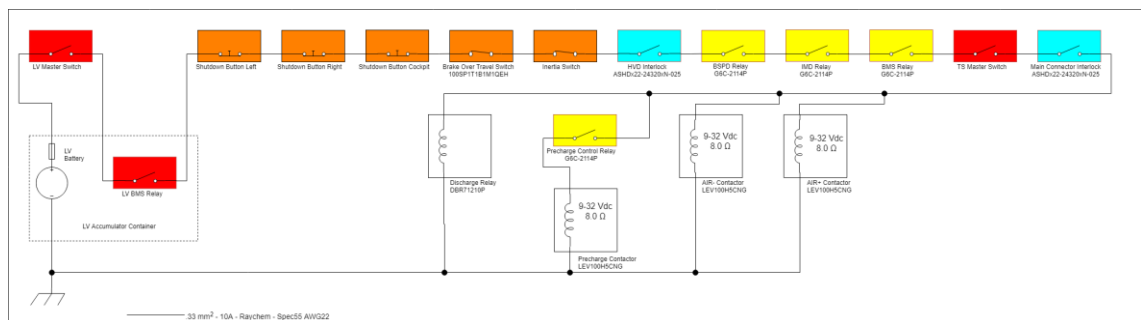 LV Master Switch
Shutdown Button Left
Shutdown Button Right
Shutdown Button Cockpit
Brake Over Travel Switch
100SP1T1B1M1QEH
Inertia Switch
HVD Interlock
ASHDx22-24320xN-025
BSPD Relay
G6C-2114P
IMD Relay
G6C-2114P
BMS Relay
G6C-2114P
TS Master Switch
Main Connector Interlock
ASHDx22-24320xN-025
LV
Battery
LV BMS Relay
LV Accumulator Container
Discharge Relay
DBR71210P
Precharge Control Relay
G6C-2114P
9-32 Vdc
8.0 Ω
Precharge Contactor
LEV100H5CNG
9-32 Vdc
8.0 Ω
AIR- Contactor
LEV100H5CNG
9-32 Vdc
8.0 Ω
AIR+ Contactor
LEV100H5CNG
.33 mm² - 10A - Raychem - Spec55 AWG22